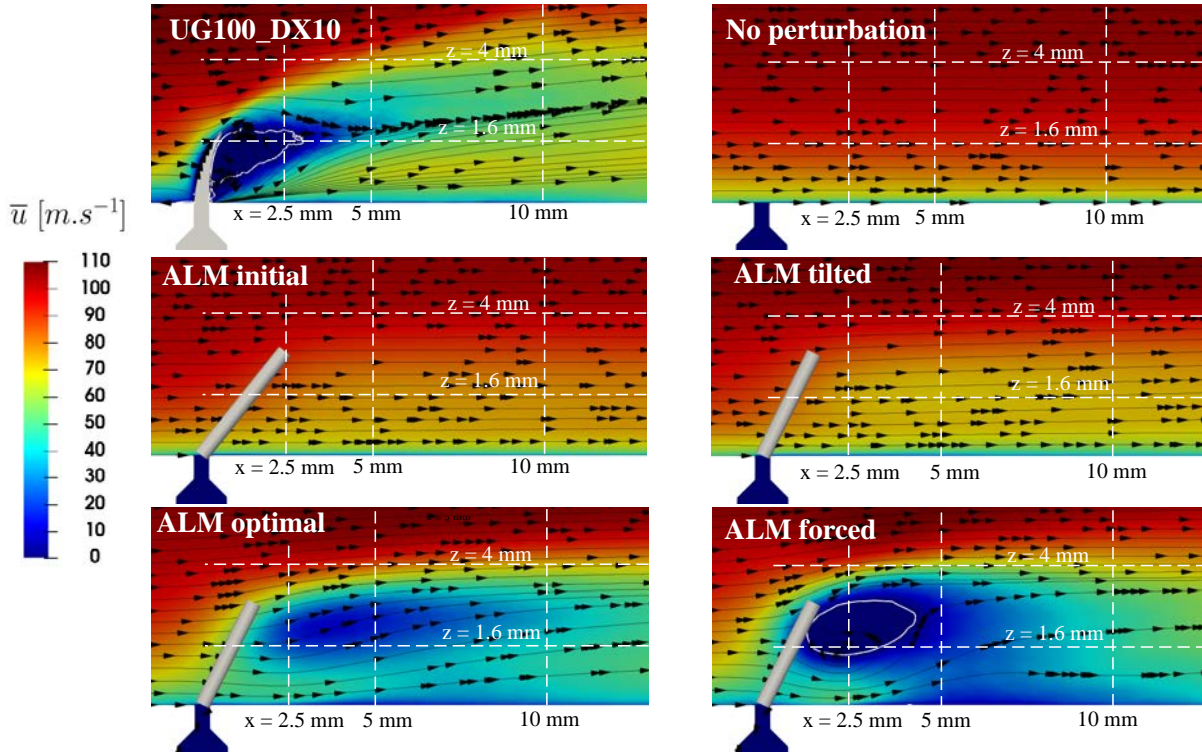 UG100_DX10
z = 4 mm
z = 1.6 mm
x = 2.5 mm 5 mm 10 mm
No perturbation
z = 4 mm
z = 1.6 mm
x = 2.5 mm 5 mm 10 mm
u̅ [m.s⁻¹]
110
100
90
80
70
60
50
40
30
20
10
0
ALM initial
z = 4 mm
z = 1.6 mm
x = 2.5 mm 5 mm 10 mm
ALM tilted
z = 4 mm
z = 1.6 mm
x = 2.5 mm 5 mm 10 mm
ALM optimal
z = 4 mm
z = 1.6 mm
x = 2.5 mm 5 mm 10 mm
ALM forced
z = 4 mm
z = 1.6 mm
x = 2.5 mm 5 mm 10 mm